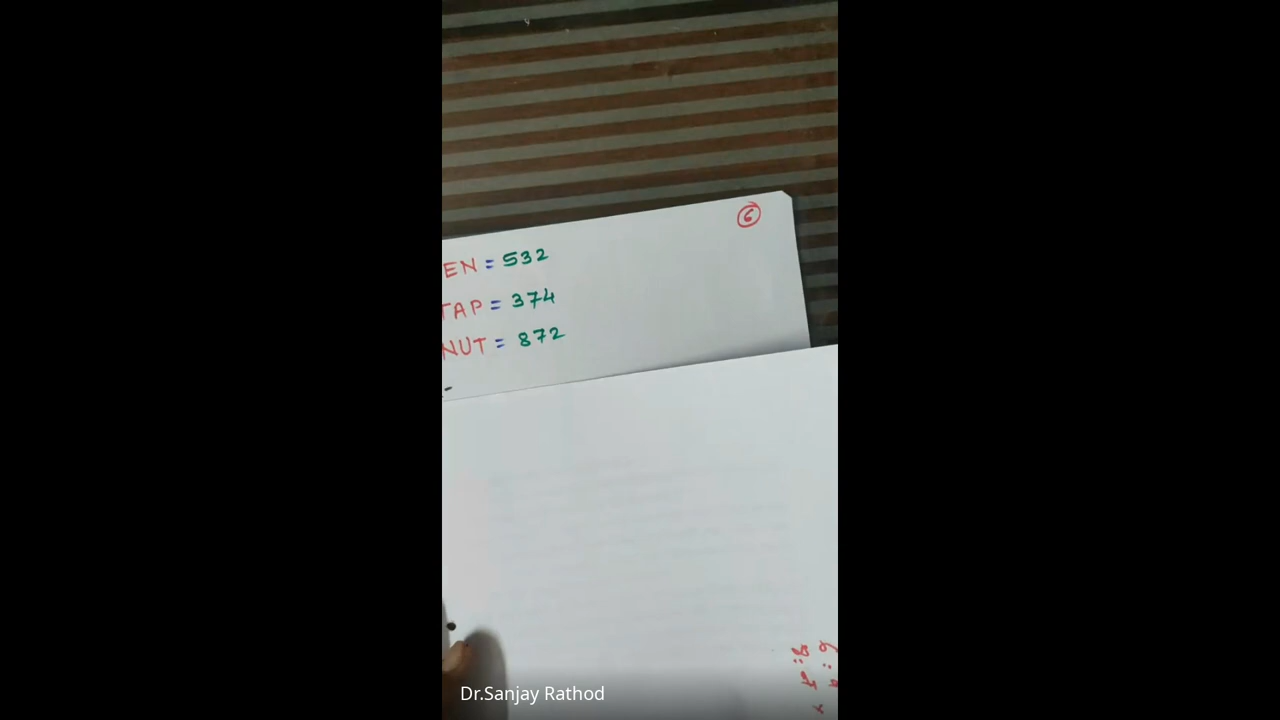 6
EN = 532
TAP = 374
NUT = 872
Dr.Sanjay Rathod